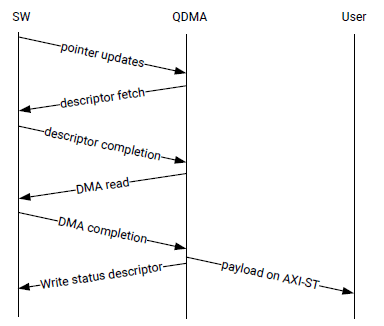 SW
QDMA
User
pointer updates
descriptor fetch
descriptor completion
DMA read
DMA completion
payload on AXI-ST
Write status descriptor